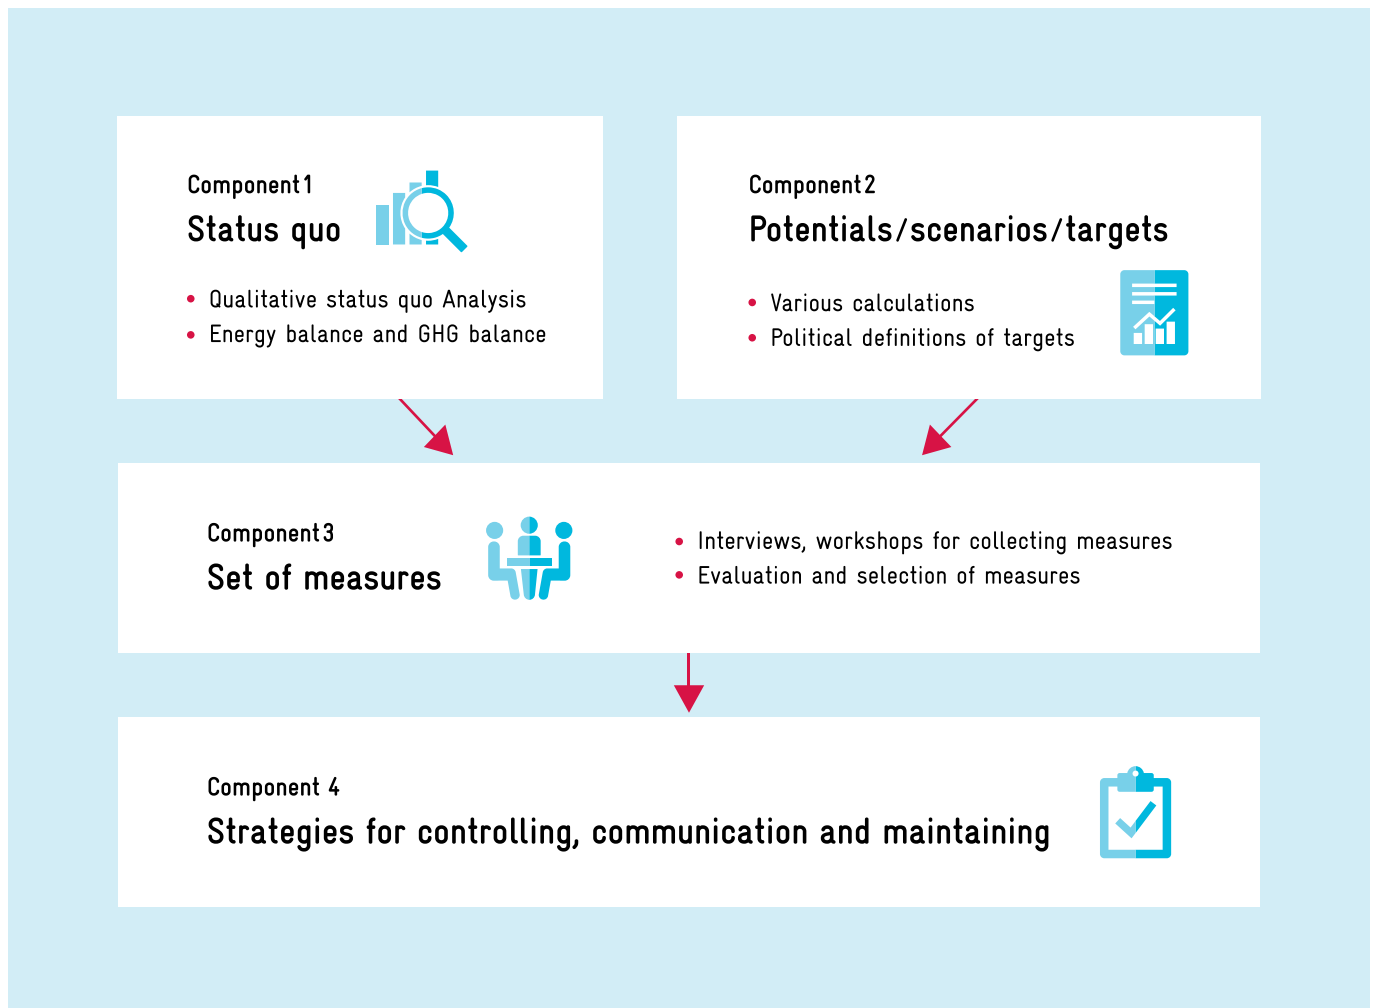 Component 1
Status quo
• Qualitative status quo Analysis
• Energy balance and GHG balance
Component 2
Potentials/scenarios/targets
• Various calculations
• Political definitions of targets
Component 3
Set of measures
• Interviews, workshops for collecting measures
• Evaluation and selection of measures
Component 4
Strategies for controlling, communication and maintaining